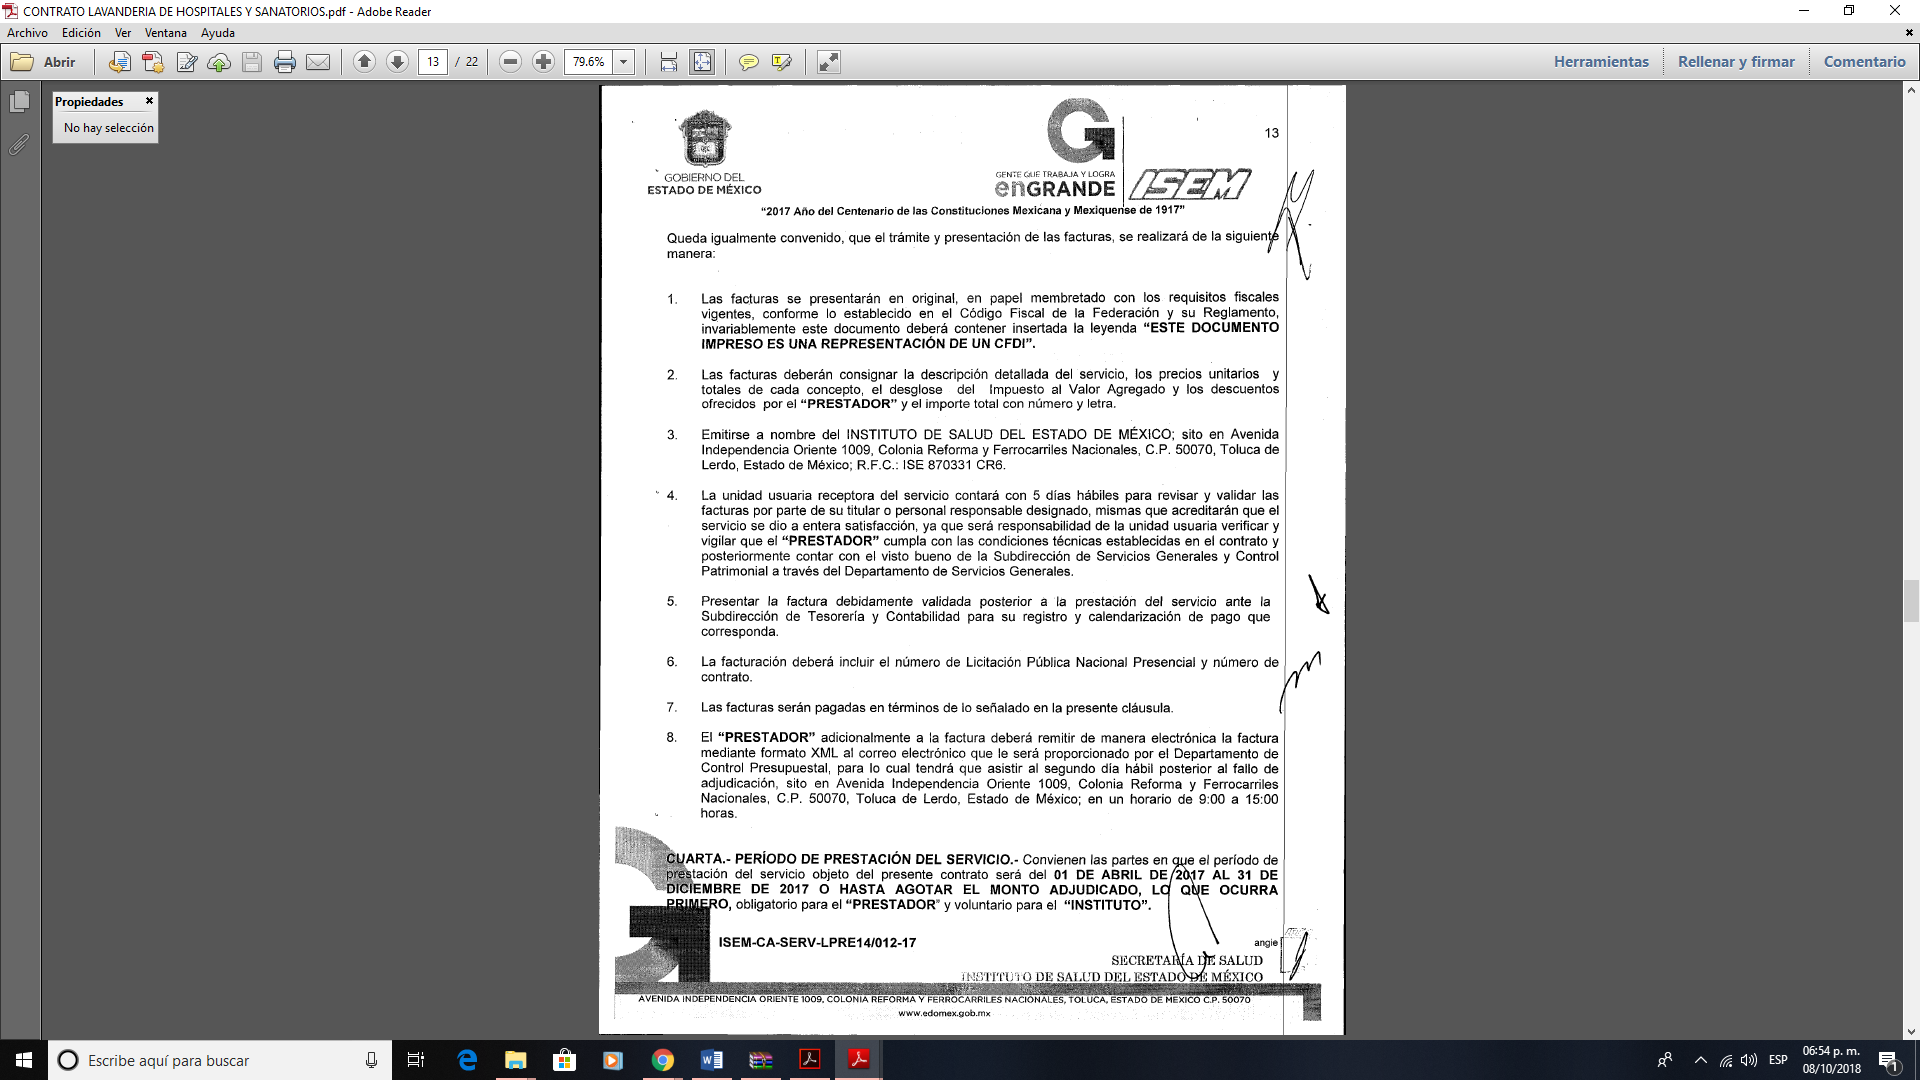 CONTRATO LAVANDERIA DE HOSPITALES Y SANATORIOS.pdf - Adobe Reader
Archivo Edición Ver Ventana Ayuda
Abrir 13 / 22 79.6% Herramientas Rellenar y firmar Comentario
Propiedades
No hay selección
13
GOBIERNO DEL
ESTADO DE MÉXICO
GENTE QUE TRABAJA Y LOGRA
enGRANDE
ISEM
“2017 Año del Centenario de las Constituciones Mexicana y Mexiquense de 1917”
Queda igualmente convenido, que el trámite y presentación de las facturas, se realizará de la siguiente
manera:
1. Las facturas se presentarán en original, en papel membretado con los requisitos fiscales
vigentes, conforme lo establecido en el Código Fiscal de la Federación y su Reglamento,
invariablemente este documento deberá contener insertada la leyenda “ESTE DOCUMENTO
IMPRESO ES UNA REPRESENTACIÓN DE UN CFDI”.
2. Las facturas deberán consignar la descripción detallada del servicio, los precios unitarios y
totales de cada concepto, el desglose del Impuesto al Valor Agregado y los descuentos
ofrecidos por el “PRESTADOR” y el importe total con número y letra.
3. Emitirse a nombre del INSTITUTO DE SALUD DEL ESTADO DE MÉXICO; sito en Avenida
Independencia Oriente 1009, Colonia Reforma y Ferrocarriles Nacionales, C.P. 50070, Toluca de
Lerdo, Estado de México; R.F.C.: ISE 870331 CR6.
4. La unidad usuaria receptora del servicio contará con 5 días hábiles para revisar y validar las
facturas por parte de su titular o personal responsable designado, mismas que acreditarán que el
servicio se dio a entera satisfacción, ya que será responsabilidad de la unidad usuaria verificar y
vigilar que el “PRESTADOR” cumpla con las condiciones técnicas establecidas en el contrato y
posteriormente contar con el visto bueno de la Subdirección de Servicios Generales y Control
Patrimonial a través del Departamento de Servicios Generales.
5. Presentar la factura debidamente validada posterior a la prestación del servicio ante la
Subdirección de Tesorería y Contabilidad para su registro y calendarización de pago que
corresponda.
6. La facturación deberá incluir el número de Licitación Pública Nacional Presencial y número de
contrato.
7. Las facturas serán pagadas en términos de lo señalado en la presente cláusula.
8. El “PRESTADOR” adicionalmente a la factura deberá remitir de manera electrónica la factura
mediante formato XML al correo electrónico que le será proporcionado por el Departamento de
Control Presupuestal, para lo cual tendrá que asistir al segundo día hábil posterior al fallo de
adjudicación, sito en Avenida Independencia Oriente 1009, Colonia Reforma y Ferrocarriles
Nacionales, C.P. 50070, Toluca de Lerdo, Estado de México; en un horario de 9:00 a 15:00
horas.
CUARTA.- PERÍODO DE PRESTACIÓN DEL SERVICIO.- Convienen las partes en que el período de
prestación del servicio objeto del presente contrato será del 01 DE ABRIL DE 2017 AL 31 DE
DICIEMBRE DE 2017 O HASTA AGOTAR EL MONTO ADJUDICADO, LO QUE OCURRA
PRIMERO, obligatorio para el “PRESTADOR” y voluntario para el “INSTITUTO”.
ISEM-CA-SERV-LPRE14/012-17
angie
SECRETARÍA DE SALUD
INSTITUTO DE SALUD DEL ESTADO DE MÉXICO
AVENIDA INDEPENDENCIA ORIENTE 1009, COLONIA REFORMA Y FERROCARRILES NACIONALES, TOLUCA, ESTADO DE MEXICO C.P. 50070
www.edomex.gob.mx
Escribe aquí para buscar
ESP
06:54 p. m.
08/10/2018
1